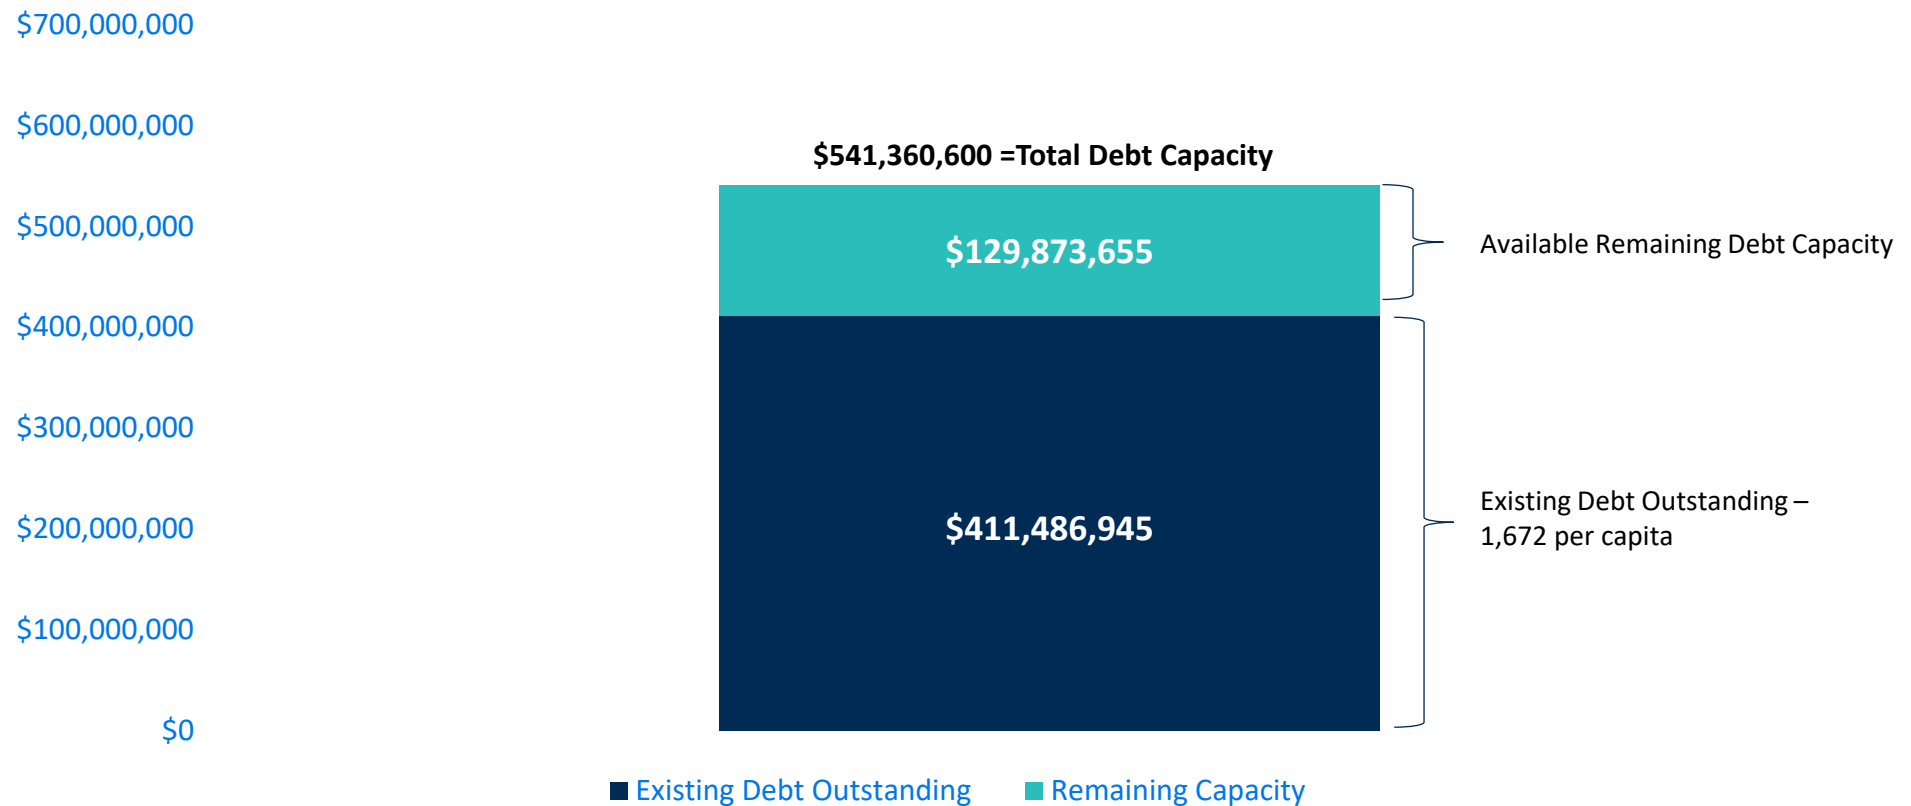 $700,000,000
$600,000,000
$500,000,000
$400,000,000
$300,000,000
$200,000,000
$100,000,000
$0
$541,360,600 =Total Debt Capacity
$129,873,655
$411,486,945
Available Remaining Debt Capacity
Existing Debt Outstanding –
1,672 per capita
Existing Debt Outstanding
Remaining Capacity